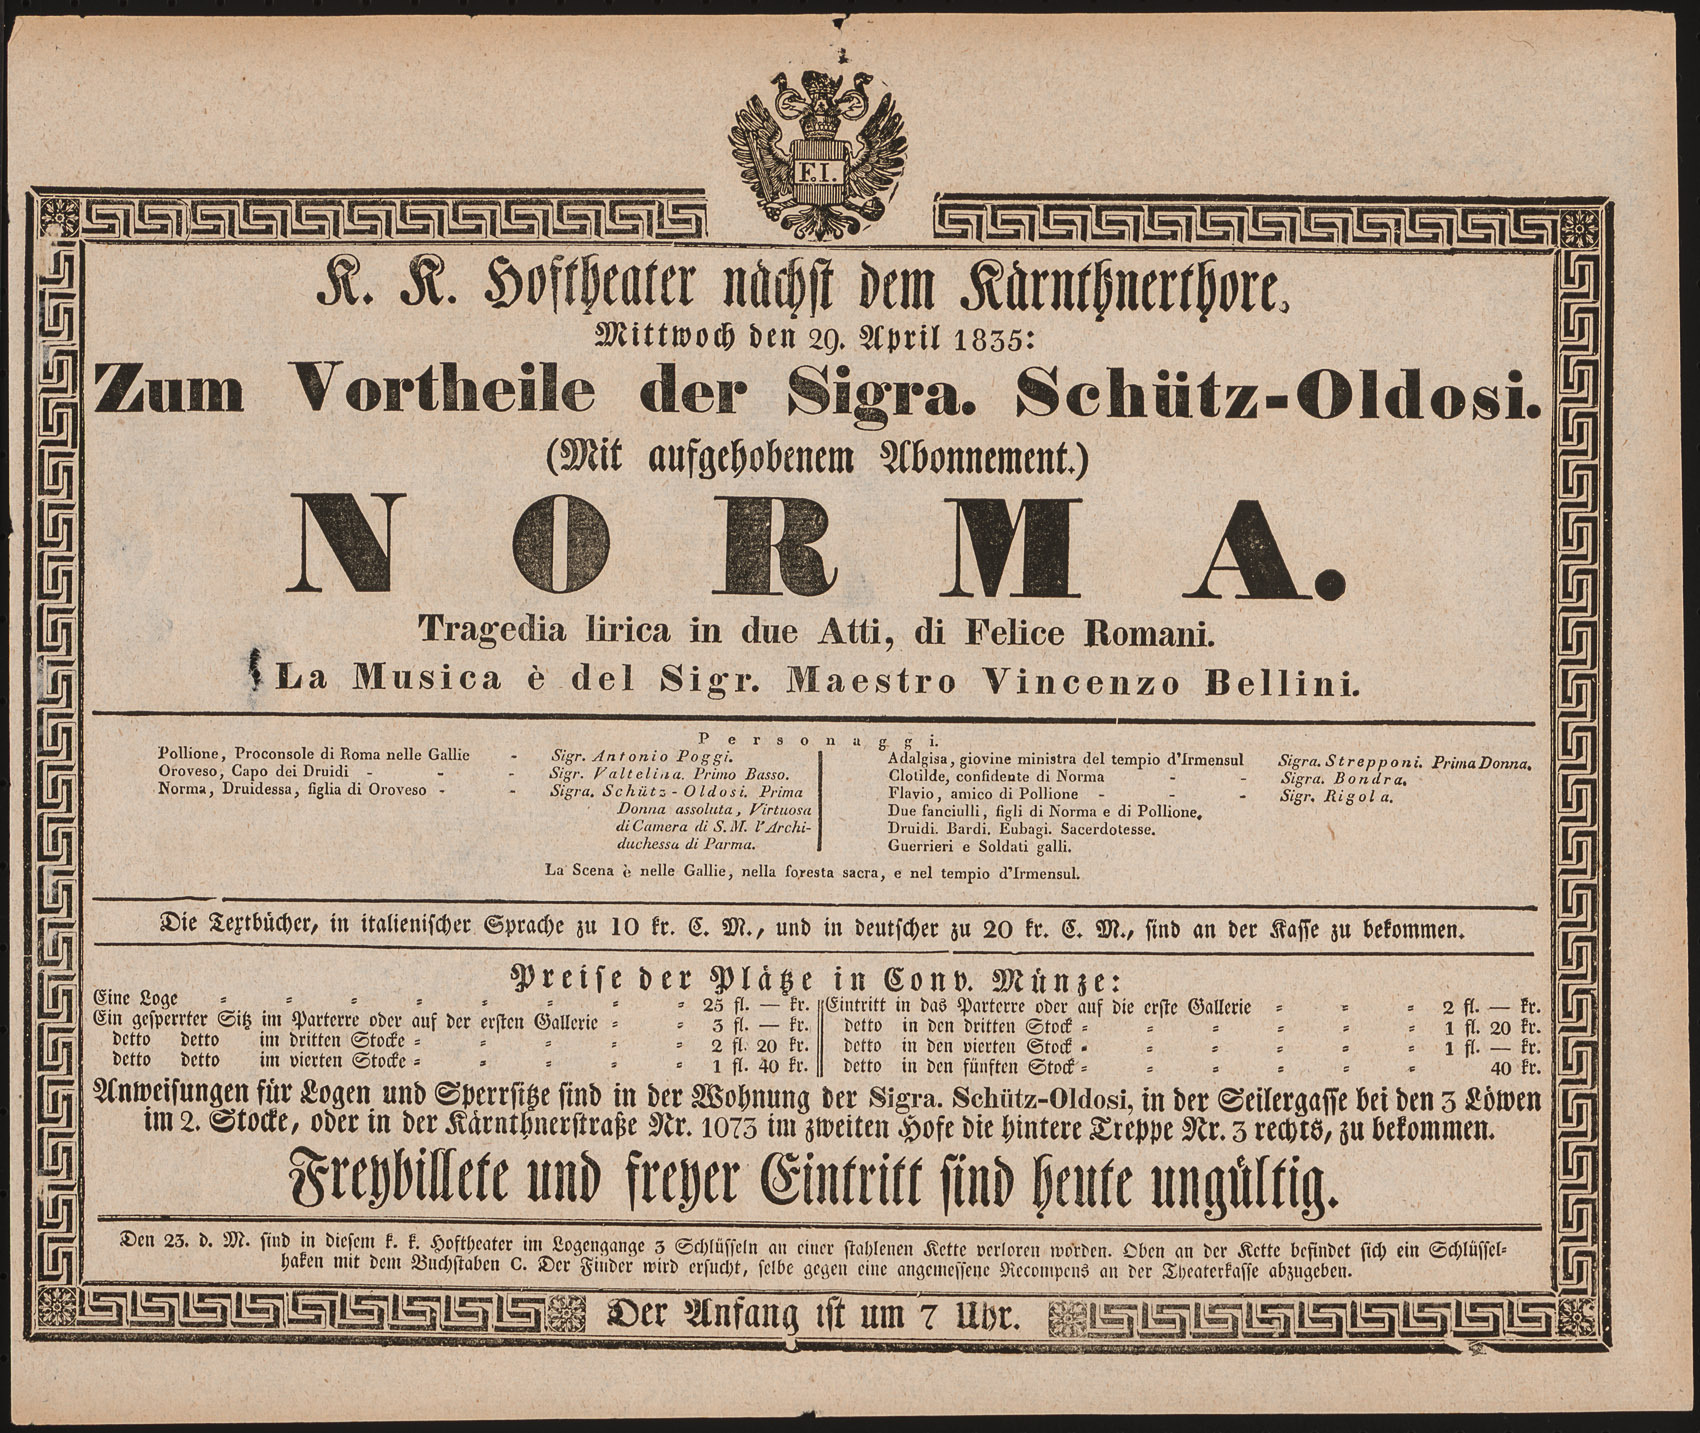 F.I.
K. K. Hoftheater nächst dem Kärnthnerthore.
Mittwoch den 29. April 1835:
Zum Vortheile der Sigra. Schütz-Oldosi.
(Mit aufgehobenem Abonnement.)
NORMA.
Tragedia lirica in due Atti, di Felice Romani.
La Musica è del Sigr. Maestro Vincenzo Bellini.
Personaggi.
Pollione, Proconsole di Roma nelle Gallie - Sigr. Antonio Poggi.
Oroveso, Capo dei Druidi - - - Sigr. Valtelina. Primo Basso.
Norma, Druidessa, figlia di Oroveso - - Sigra. Schütz-Oldosi. Prima
Donna assoluta, Virtuosa
di Camera di S. M. l'Archi-
duchessa di Parma.
Adalgisa, giovine ministra del tempio d'Irmensul Sigra. Strepponi. Prima Donna.
Clotilde, confidente di Norma - - Sigra. Bondra.
Flavio, amico di Pollione - - - Sigr. Rigola.
Due fanciulli, figli di Norma e di Pollione.
Druidi. Bardi. Eubagi. Sacerdotesse.
Guerrieri e Soldati galli.
La Scena è nelle Gallie, nella foresta sacra, e nel tempio d'Irmensul.
Die Textbücher, in italienischer Sprache zu 10 kr. C. M., und in deutscher zu 20 kr. C. M., sind an der Kasse zu bekommen.
Preise der Plätze in Conv. Münze:
Eine Loge = = = = = = = = 25 fl. — kr.
Ein gesperrter Sitz im Parterre oder auf der ersten Gallerie = = 3 fl. — kr.
detto detto im dritten Stocke = = = = = 2 fl. 20 kr.
detto detto im vierten Stocke = = = = = 1 fl. 40 kr.
Eintritt in das Parterre oder auf die erste Gallerie = = = 2 fl. — kr.
detto in den dritten Stock = = = = = = 1 fl. 20 kr.
detto in den vierten Stock = = = = = = 1 fl. — kr.
detto in den fünften Stock = = = = = = 40 kr.
Anweisungen für Logen und Sperrsitze sind in der Wohnung der Sigra. Schütz-Oldosi, in der Seilergasse bei den 3 Löwen
im 2. Stocke, oder in der Kärnthnerstraße Nr. 1073 im zweiten Hofe die hintere Treppe Nr. 3 rechts, zu bekommen.
Freybillete und freyer Eintritt sind heute ungültig.
Den 23. d. M. sind in diesem k. k. Hoftheater im Logengange 3 Schlüsseln an einer stahlenen Kette verloren worden. Oben an der Kette befindet sich ein Schlüssel=
haken mit dem Buchstaben C. Der Finder wird ersucht, selbe gegen eine angemessene Recompens an der Theaterkasse abzugeben.
Der Anfang ist um 7 Uhr.